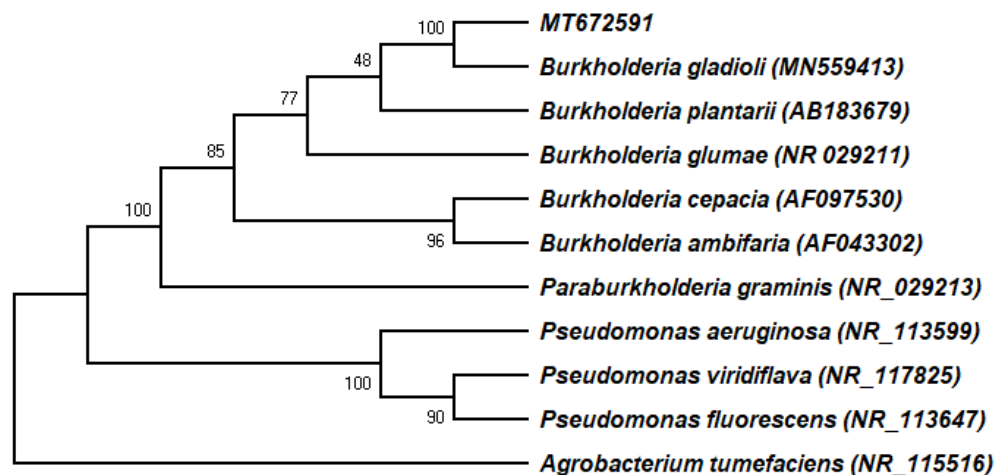 100
MT672591
48
Burkholderia gladioli (MN559413)
77
Burkholderia plantarii (AB183679)
85
Burkholderia glumae (NR 029211)
100
Burkholderia cepacia (AF097530)
96
Burkholderia ambifaria (AF043302)
Paraburkholderia graminis (NR_029213)
Pseudomonas aeruginosa (NR_113599)
100
Pseudomonas viridiflava (NR_117825)
90
Pseudomonas fluorescens (NR_113647)
Agrobacterium tumefaciens (NR_115516)